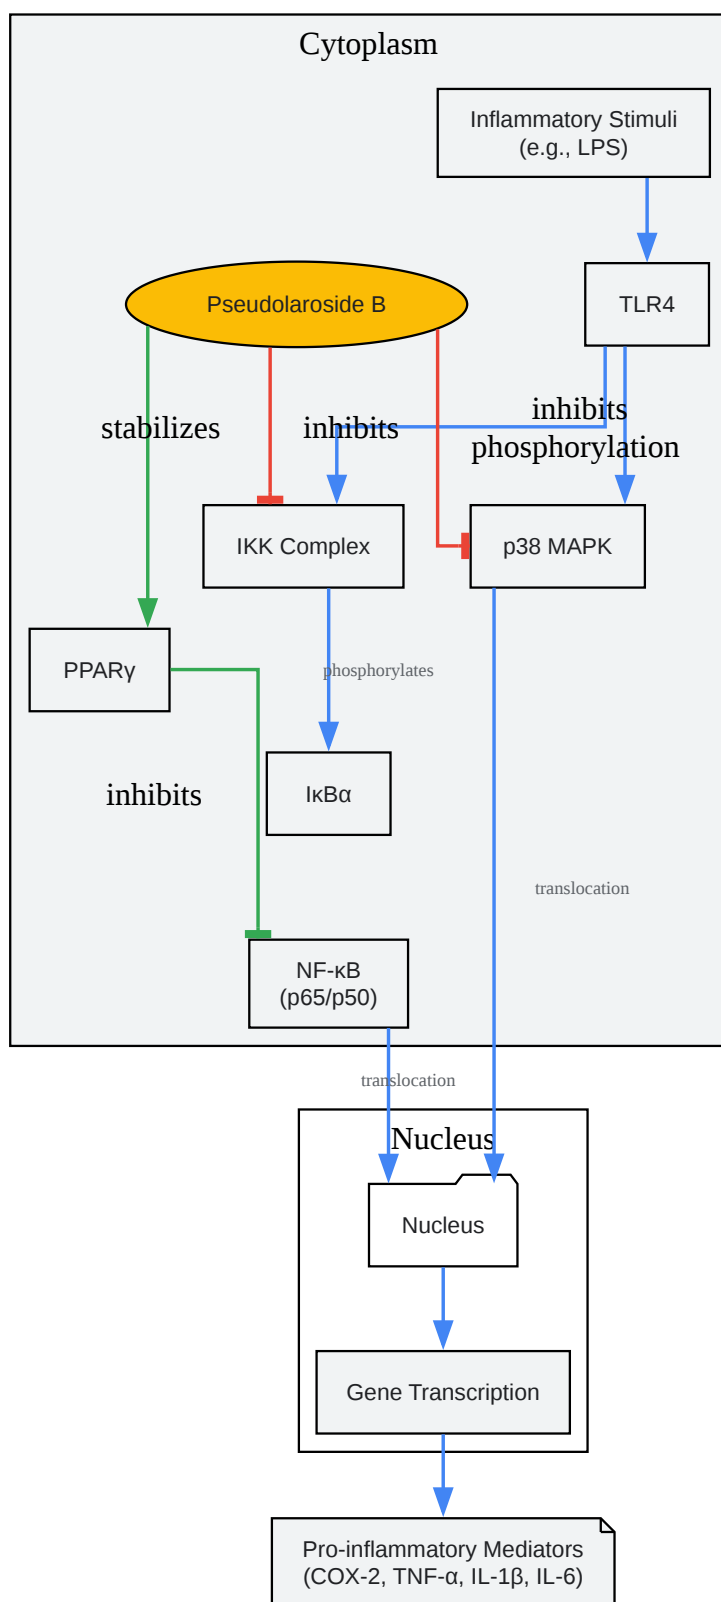 Cytoplasm
Inflammatory Stimuli
(e.g., LPS)
Pseudolaroside B
TLR4
stabilizes
inhibits
inhibits
phosphorylation
IKK Complex
p38 MAPK
PPARγ
phosphorylates
inhibits
IκBα
translocation
NF-κB
(p65/p50)
translocation
Nucleus
Nucleus
Gene Transcription
Pro-inflammatory Mediators
(COX-2, TNF-α, IL-1β, IL-6)